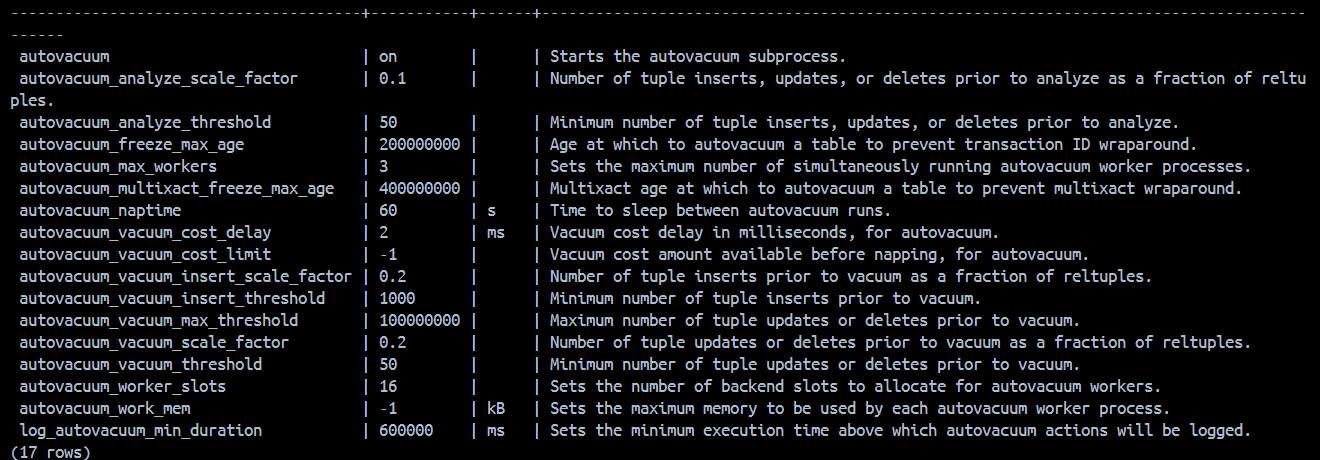 ----------------------------------------+-----------+------+---------------------------------------------------------------------------------------
------
 autovacuum                            | on        |      | Starts the autovacuum subprocess.
 autovacuum_analyze_scale_factor       | 0.1       |      | Number of tuple inserts, updates, or deletes prior to analyze as a fraction of reltu
ples.
 autovacuum_analyze_threshold          | 50        |      | Minimum number of tuple inserts, updates, or deletes prior to analyze.
 autovacuum_freeze_max_age             | 200000000 |      | Age at which to autovacuum a table to prevent transaction ID wraparound.
 autovacuum_max_workers                | 3         |      | Sets the maximum number of simultaneously running autovacuum worker processes.
 autovacuum_multixact_freeze_max_age   | 400000000 |      | Multixact age at which to autovacuum a table to prevent multixact wraparound.
 autovacuum_naptime                    | 60        | s    | Time to sleep between autovacuum runs.
 autovacuum_vacuum_cost_delay          | 2         | ms   | Vacuum cost delay in milliseconds, for autovacuum.
 autovacuum_vacuum_cost_limit          | -1        |      | Vacuum cost amount available before napping, for autovacuum.
 autovacuum_vacuum_insert_scale_factor | 0.2       |      | Number of tuple inserts prior to vacuum as a fraction of reltuples.
 autovacuum_vacuum_insert_threshold    | 1000      |      | Minimum number of tuple inserts prior to vacuum.
 autovacuum_vacuum_max_threshold       | 100000000 |      | Maximum number of tuple updates or deletes prior to vacuum.
 autovacuum_vacuum_scale_factor        | 0.2       |      | Number of tuple updates or deletes prior to vacuum as a fraction of reltuples.
 autovacuum_vacuum_threshold           | 50        |      | Minimum number of tuple updates or deletes prior to vacuum.
 autovacuum_worker_slots               | 16        |      | Sets the number of backend slots to allocate for autovacuum workers.
 autovacuum_work_mem                   | -1        | kB   | Sets the maximum memory to be used by each autovacuum worker process.
 log_autovacuum_min_duration           | 600000    | ms   | Sets the minimum execution time above which autovacuum actions will be logged.
(17 rows)